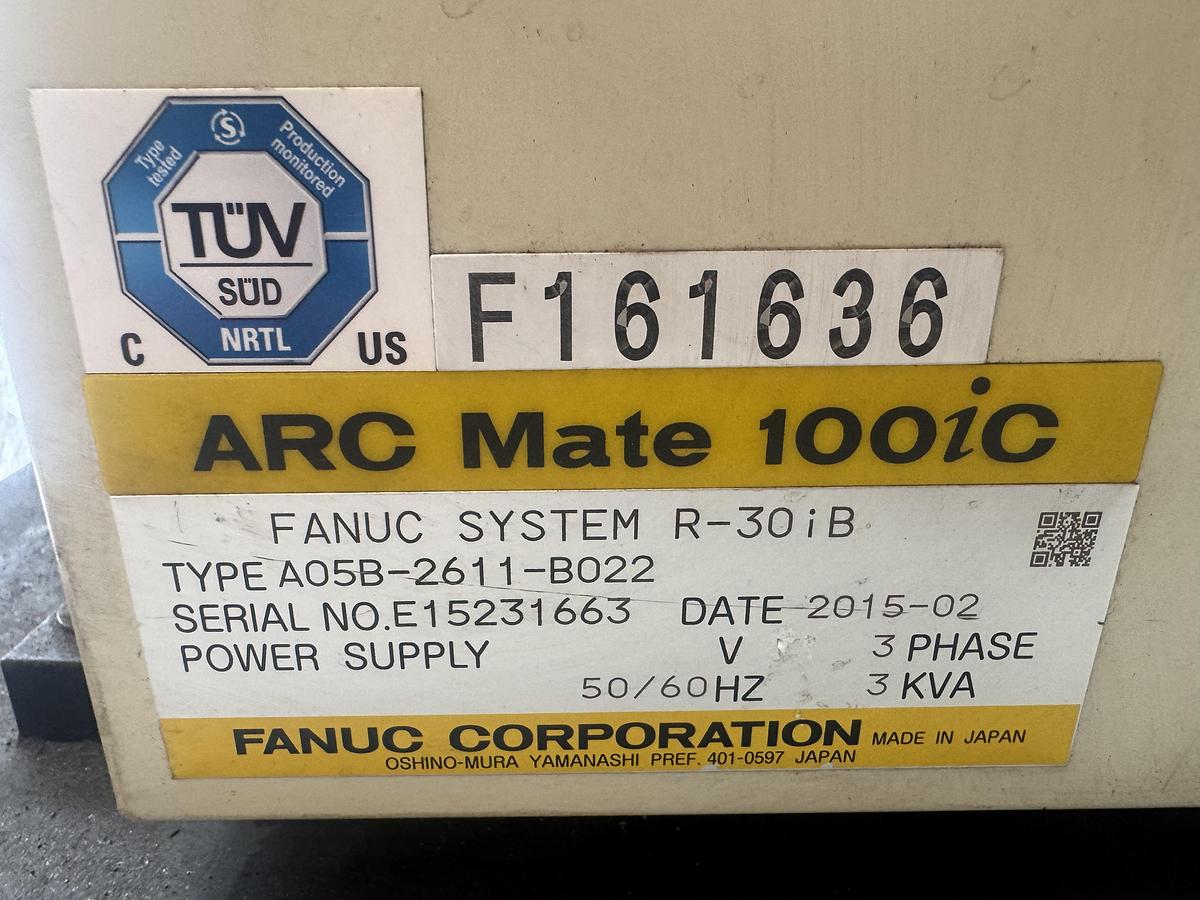 Type tested
S
Production monitored
TÜV
SÜD
NRTL
C US
F161636
ARC Mate 100iC
FANUC SYSTEM R-30iB
TYPE A05B-2611-B022
SERIAL NO.E15231663 DATE 2015-02
POWER SUPPLY V 3 PHASE
50/60HZ 3 KVA
FANUC CORPORATION MADE IN JAPAN
OSHINO-MURA YAMANASHI PREF. 401-0597 JAPAN